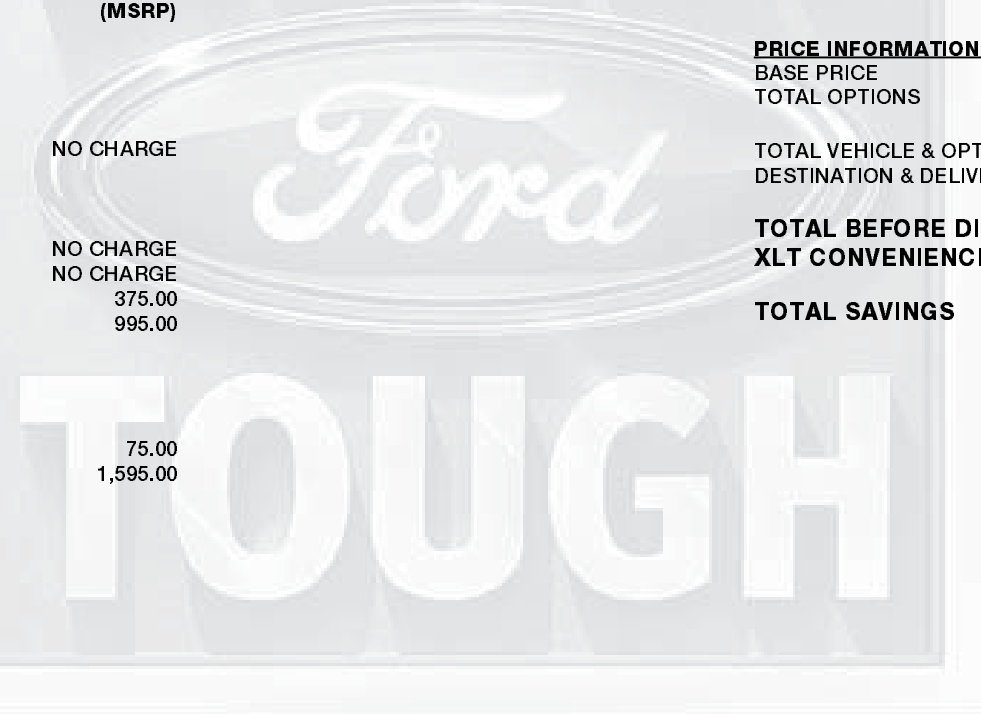 (MSRP)
NO CHARGE
NO CHARGE
NO CHARGE
375.00
995.00
75.00
1,595.00
PRICE INFORMATION
BASE PRICE
TOTAL OPTIONS
TOTAL VEHICLE & OPT
DESTINATION & DELIV
TOTAL BEFORE DI
XLT CONVENIENC
TOTAL SAVINGS
Ford
TOUGH